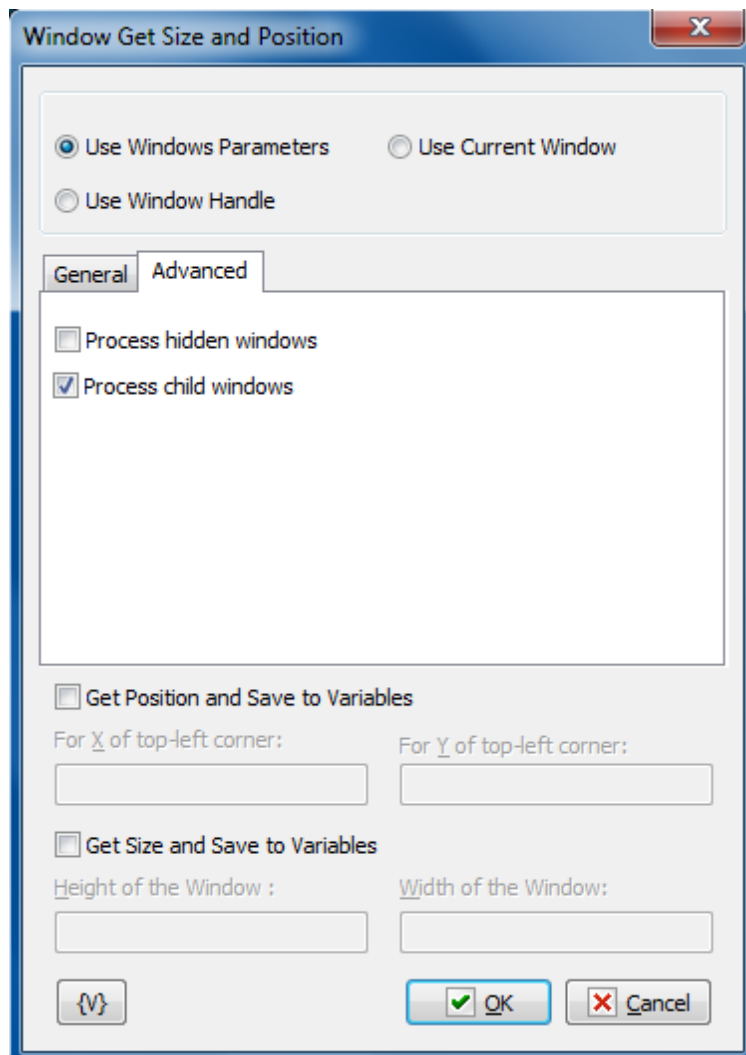 Window Get Size and Position
Use Windows Parameters
Use Current Window
Use Window Handle
General
Advanced
Process hidden windows
Process child windows
Get Position and Save to Variables
For X of top-left corner:
For Y of top-left corner:
Get Size and Save to Variables
Height of the Window :
Width of the Window:
{V}
OK
Cancel